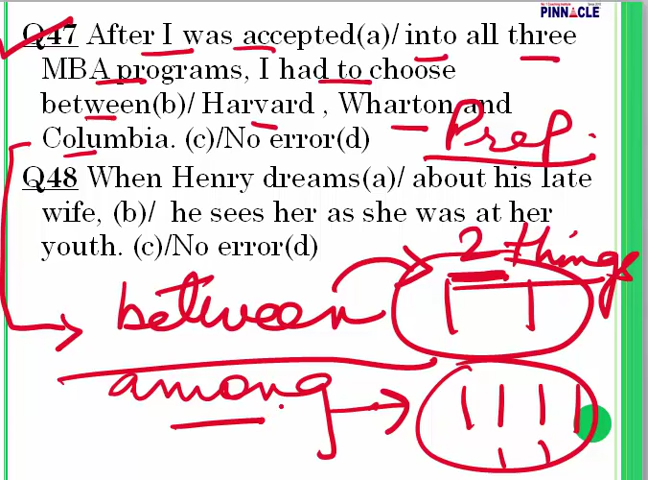 PINNACLE
Q47 After I was accepted(a)/ into all three
MBA programs, I had to choose
between(b)/ Harvard , Wharton and
Columbia. (c)/No error(d)
Prep.
Q48 When Henry dreams(a)/ about his late
wife, (b)/ he sees her as she was at her
youth. (c)/No error(d)
2 things
between
among